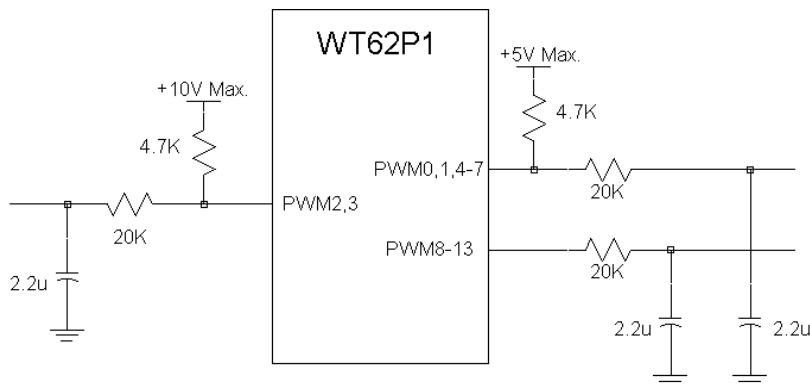 WT62P1
+10V Max.
4.7K
20K
2.2u
PWM2,3
+5V Max.
4.7K
PWM0,1,4-7
20K
PWM8-13
20K
2.2u
2.2u